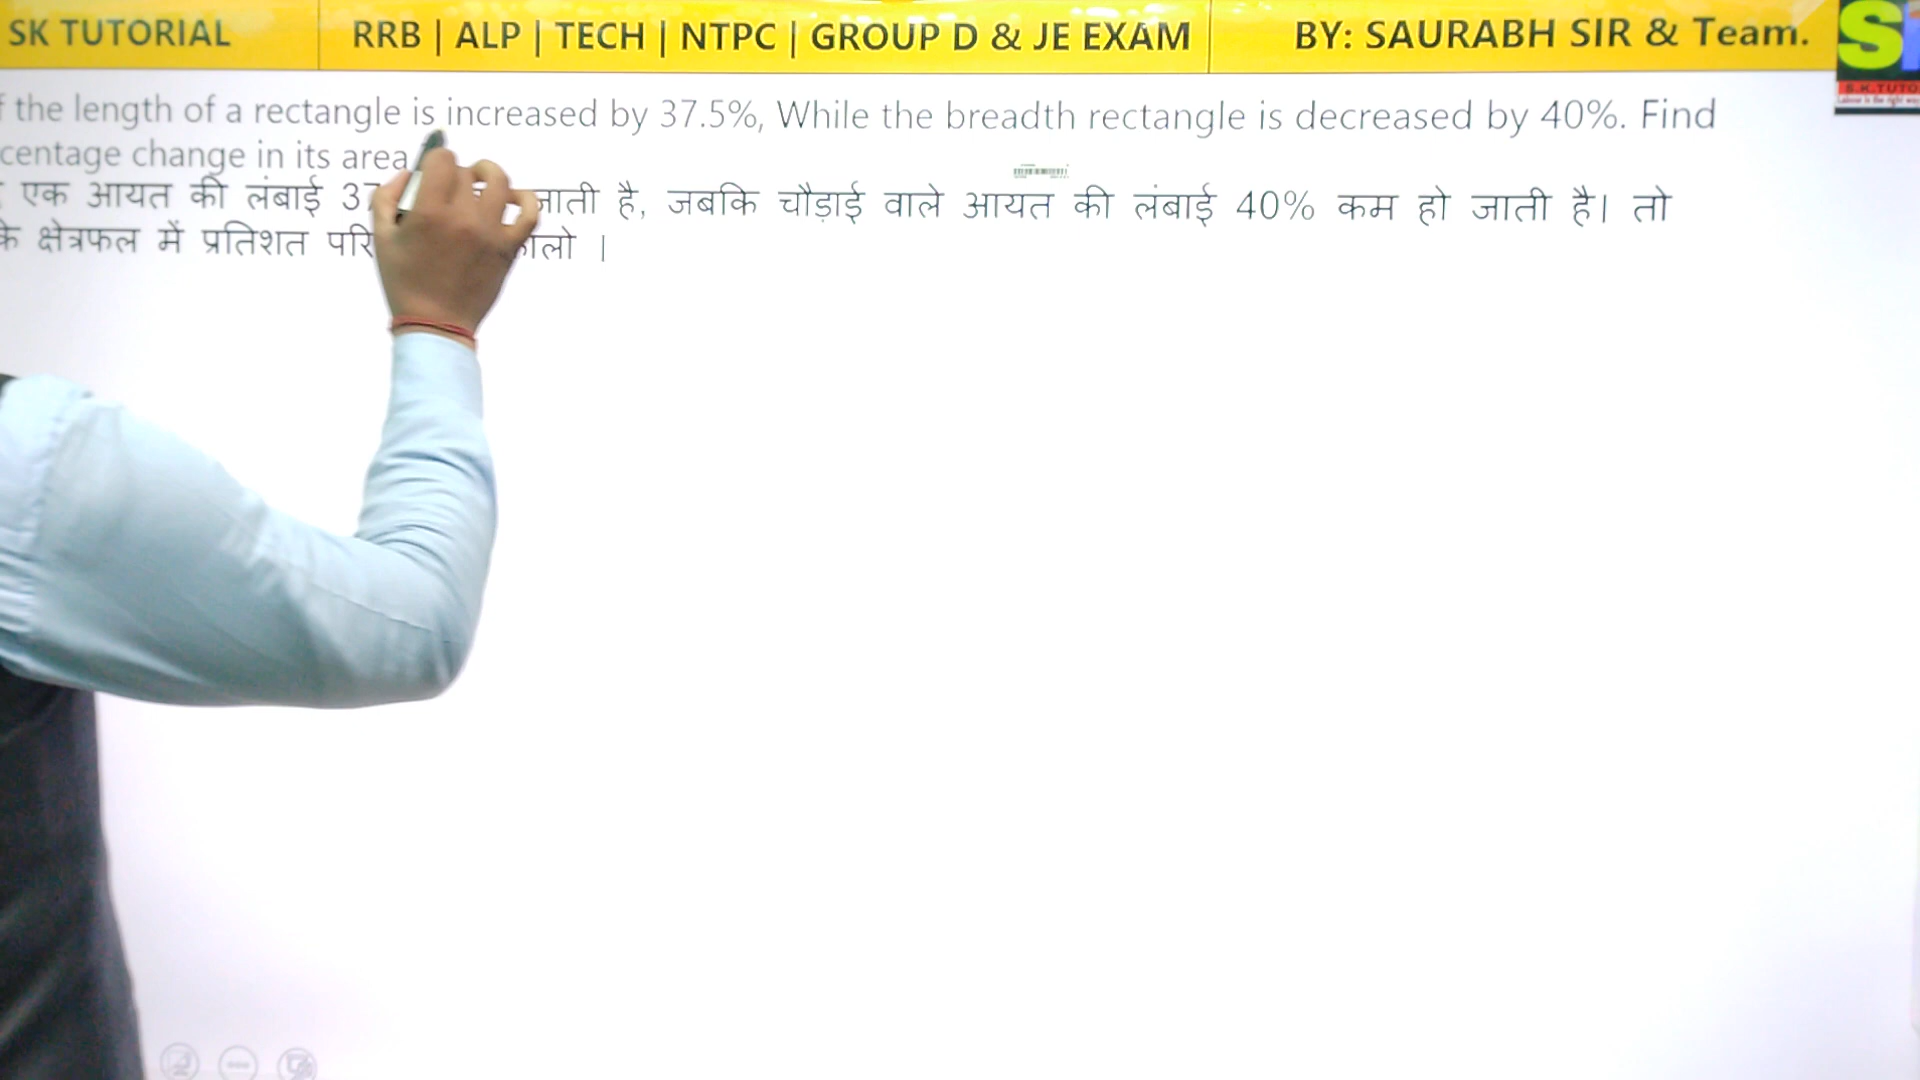 SK TUTORIAL RRB | ALP | TECH | NTPC | GROUP D & JE EXAM BY: SAURABH SIR & Team.
the length of a rectangle is increased by 37.5%, While the breadth rectangle is decreased by 40%. Find
centage change in its area
एक आयत की लंबाई 37 जाती है, जबकि चौड़ाई वाले आयत की लंबाई 40% कम हो जाती है। तो
के क्षेत्रफल में प्रतिशत परि ालो ।